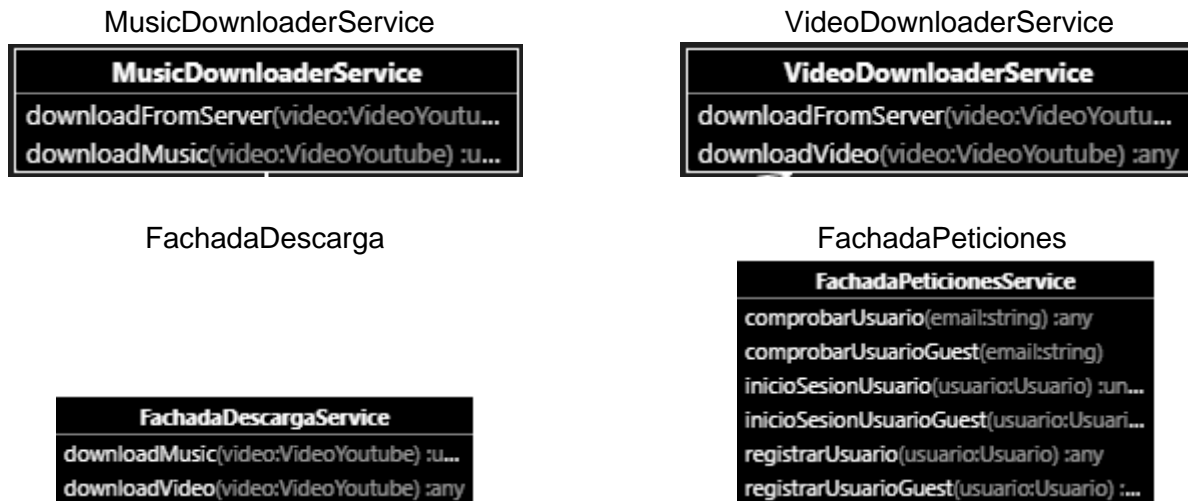 MusicDownloaderService
MusicDownloaderService
downloadFromServer(video:VideoYoutu...
downloadMusic(video:VideoYoutube) :u...
VideoDownloaderService
VideoDownloaderService
downloadFromServer(video:VideoYoutu...
downloadVideo(video:VideoYoutube) :any
FachadaDescarga
FachadaDescargaService
downloadMusic(video:VideoYoutube) :u...
downloadVideo(video:VideoYoutube) :any
FachadaPeticiones
FachadaPeticionesService
comprobarUsuario(email:string) :any
comprobarUsuarioGuest(email:string)
inicioSesionUsuario(usuario:Usuario) :un...
inicioSesionUsuarioGuest(usuario:Usuari...
registrarUsuario(usuario:Usuario) :any
registrarUsuarioGuest(usuario:Usuario) :...